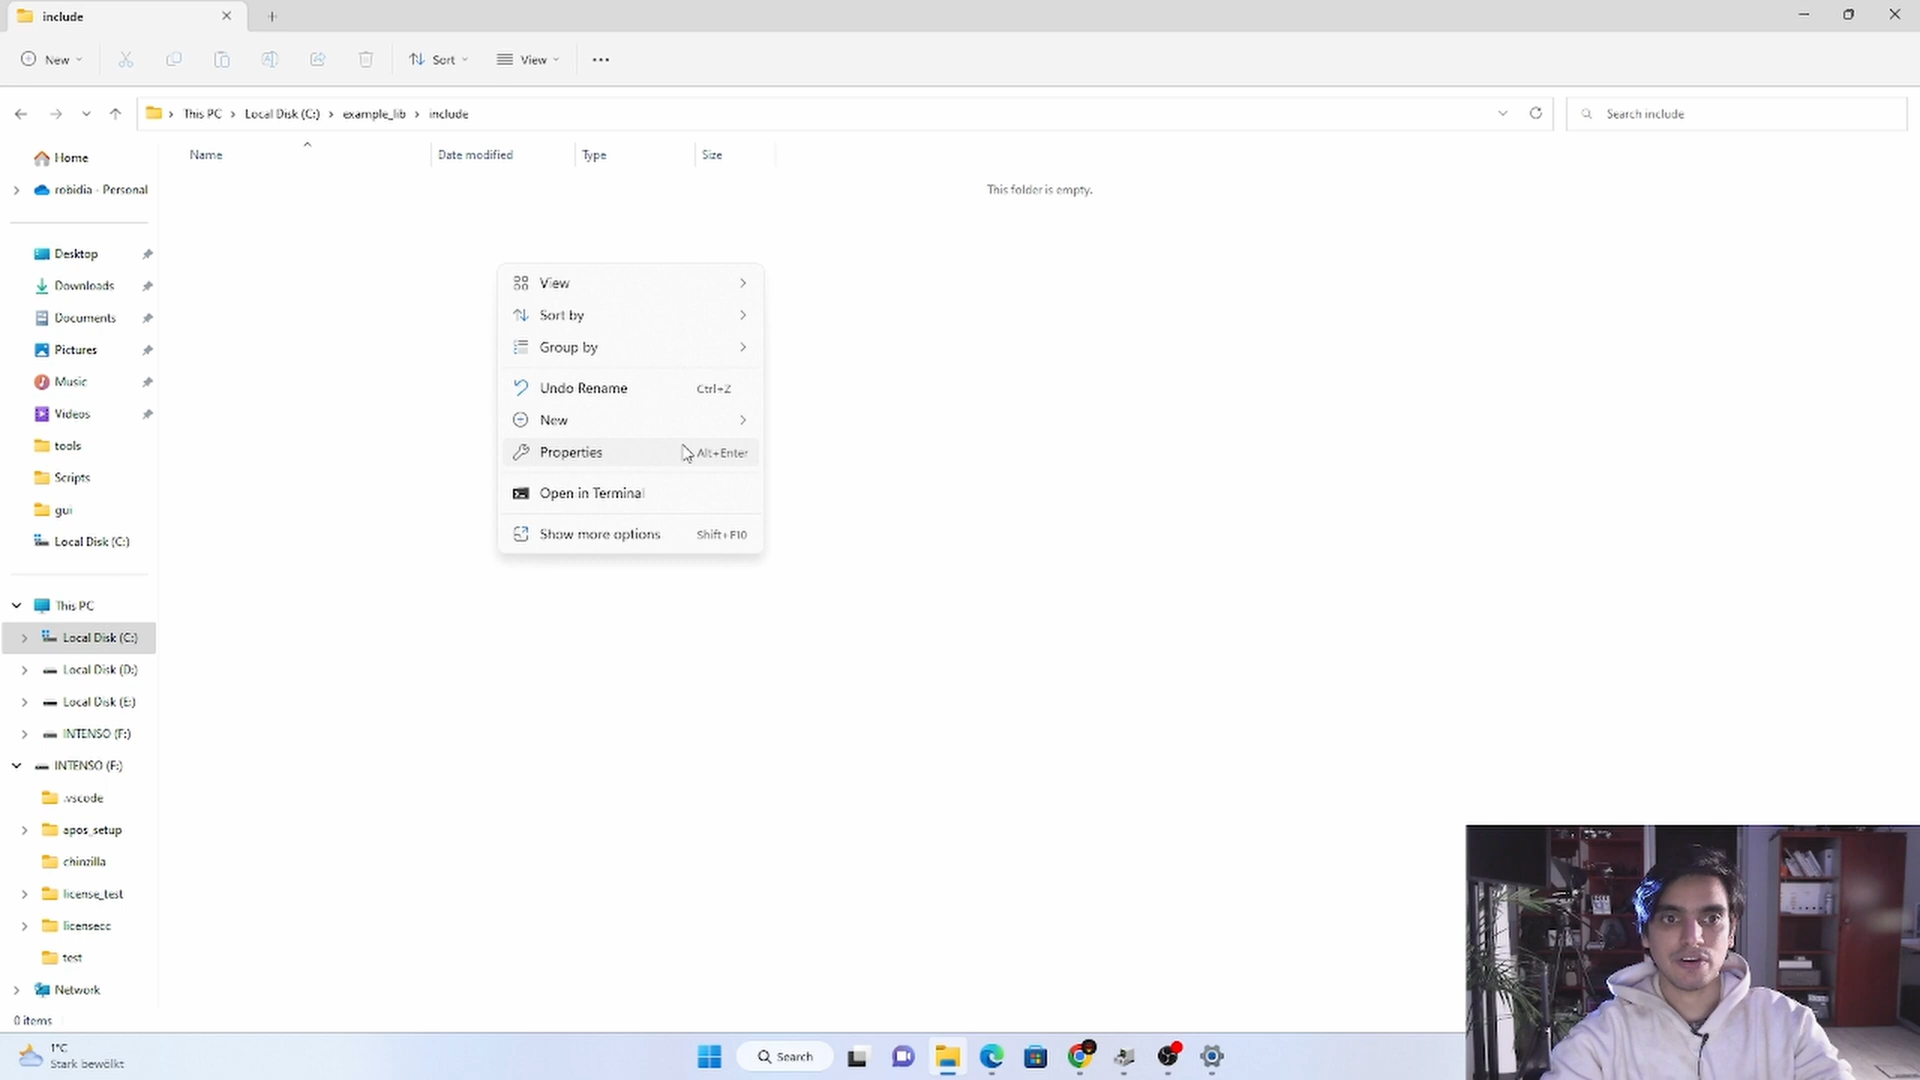 include
New
Sort
View
This PC
Local Disk (C:)
example_lib
include
Search include
Name
Date modified
Type
Size
This folder is empty.
Home
robidia - Personal
Desktop
Downloads
Documents
Pictures
Music
Videos
tools
Scripts
gui
Local Disk (C:)
This PC
Local Disk (C:)
Local Disk (D:)
Local Disk (E:)
INTENSO (F:)
INTENSO (F:)
.vscode
apos_setup
chinzilla
license_test
licensecc
test
Network
View
Sort by
Group by
Undo Rename Ctrl+Z
New
Properties Alt+Enter
Open in Terminal
Show more options Shift+F10
0 items
1°C
Stark bewölkt
Search